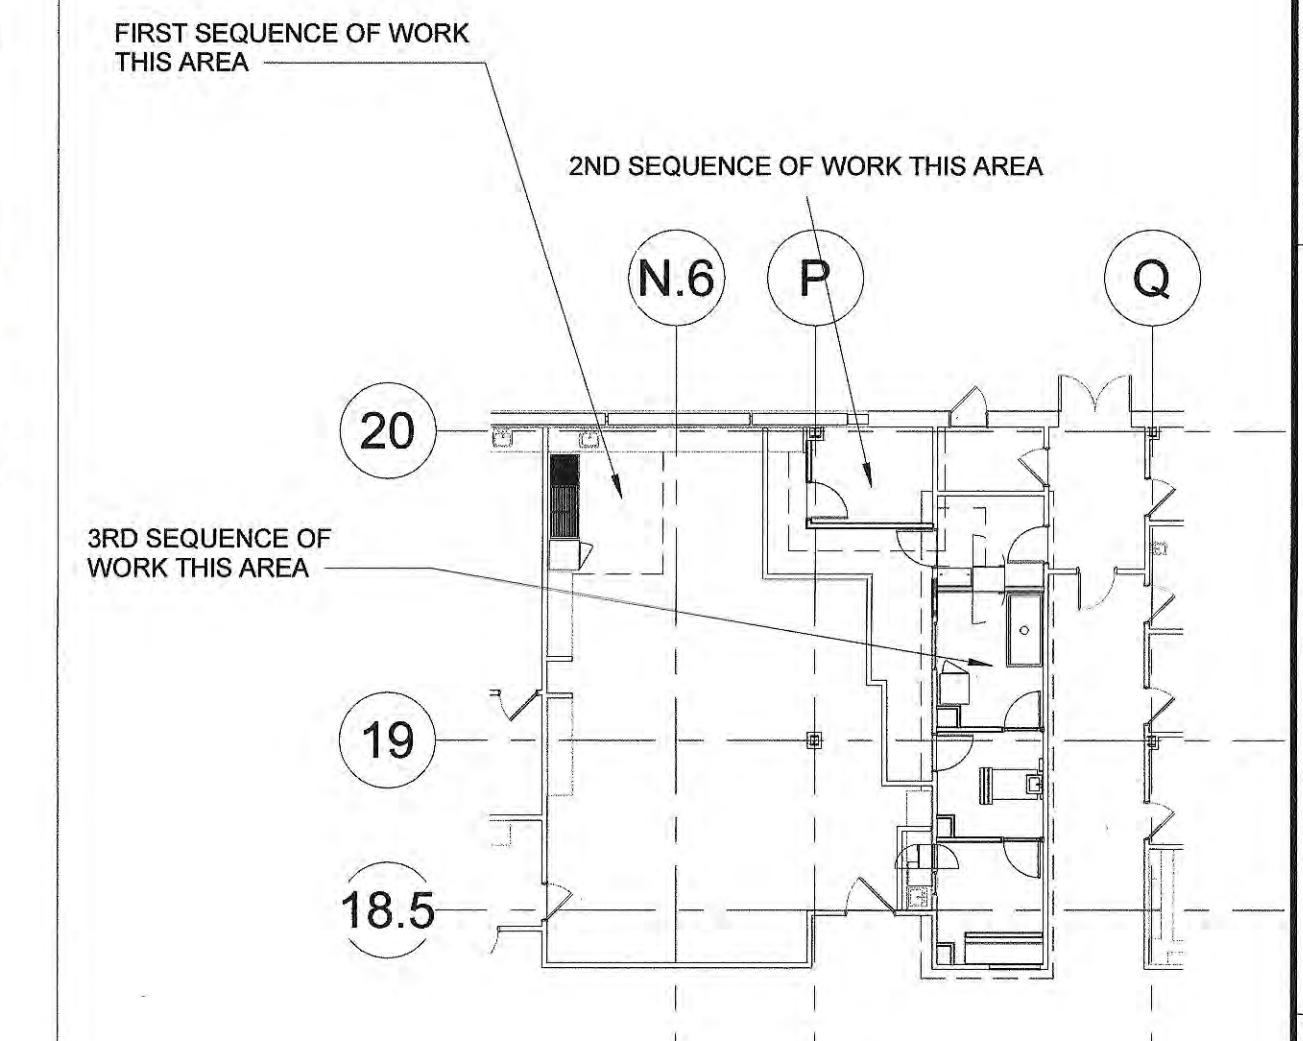 FIRST SEQUENCE OF WORK
THIS AREA
2ND SEQUENCE OF WORK THIS AREA
N.6
P
Q
20
3RD SEQUENCE OF
WORK THIS AREA
19
18.5